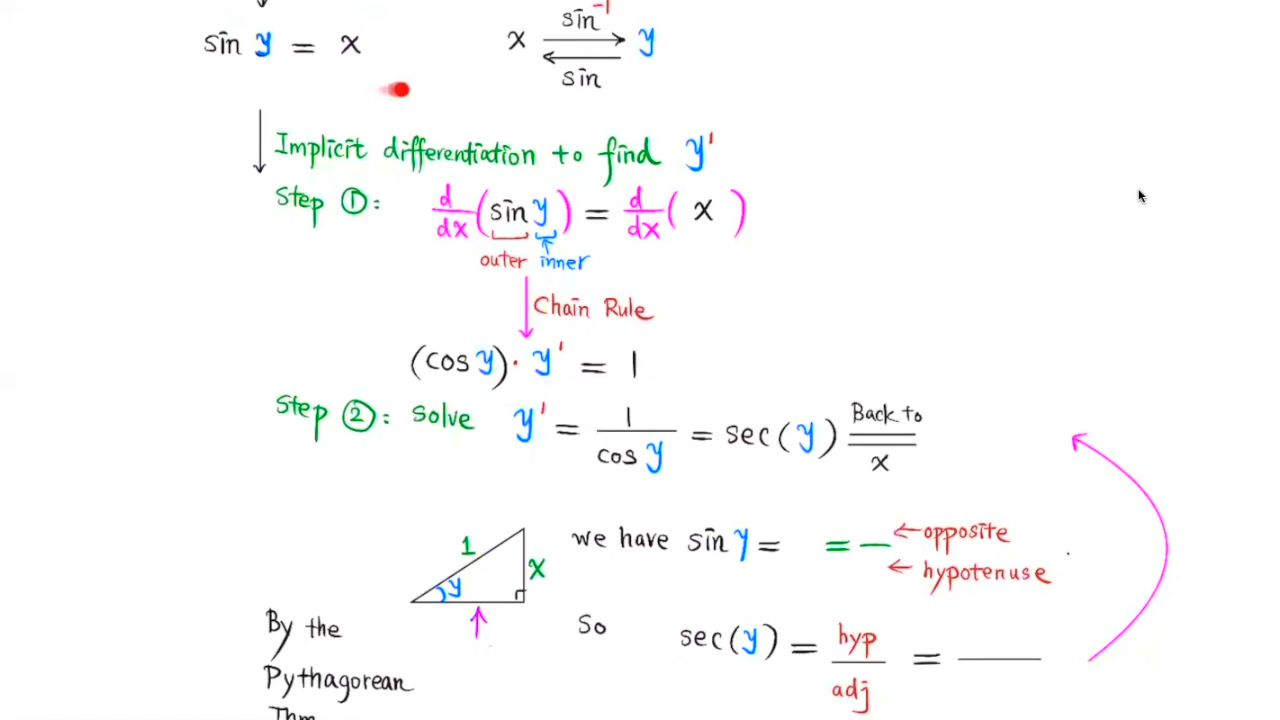 sin⁻¹
sin y = x    x ⟶ y
sin
Implicit differentiation to find y'
Step ①: d/dx (sin y) = d/dx ( x )
outer inner
Chain Rule
(cos y) · y' = 1
Step ②: Solve y' = 1/cos y = sec(y) Back to
x
we have sin y =    = — ← opposite
← hypotenuse
1
x
y
So sec(y) = hyp/adj = ——
By the
Pythagorean
Thm